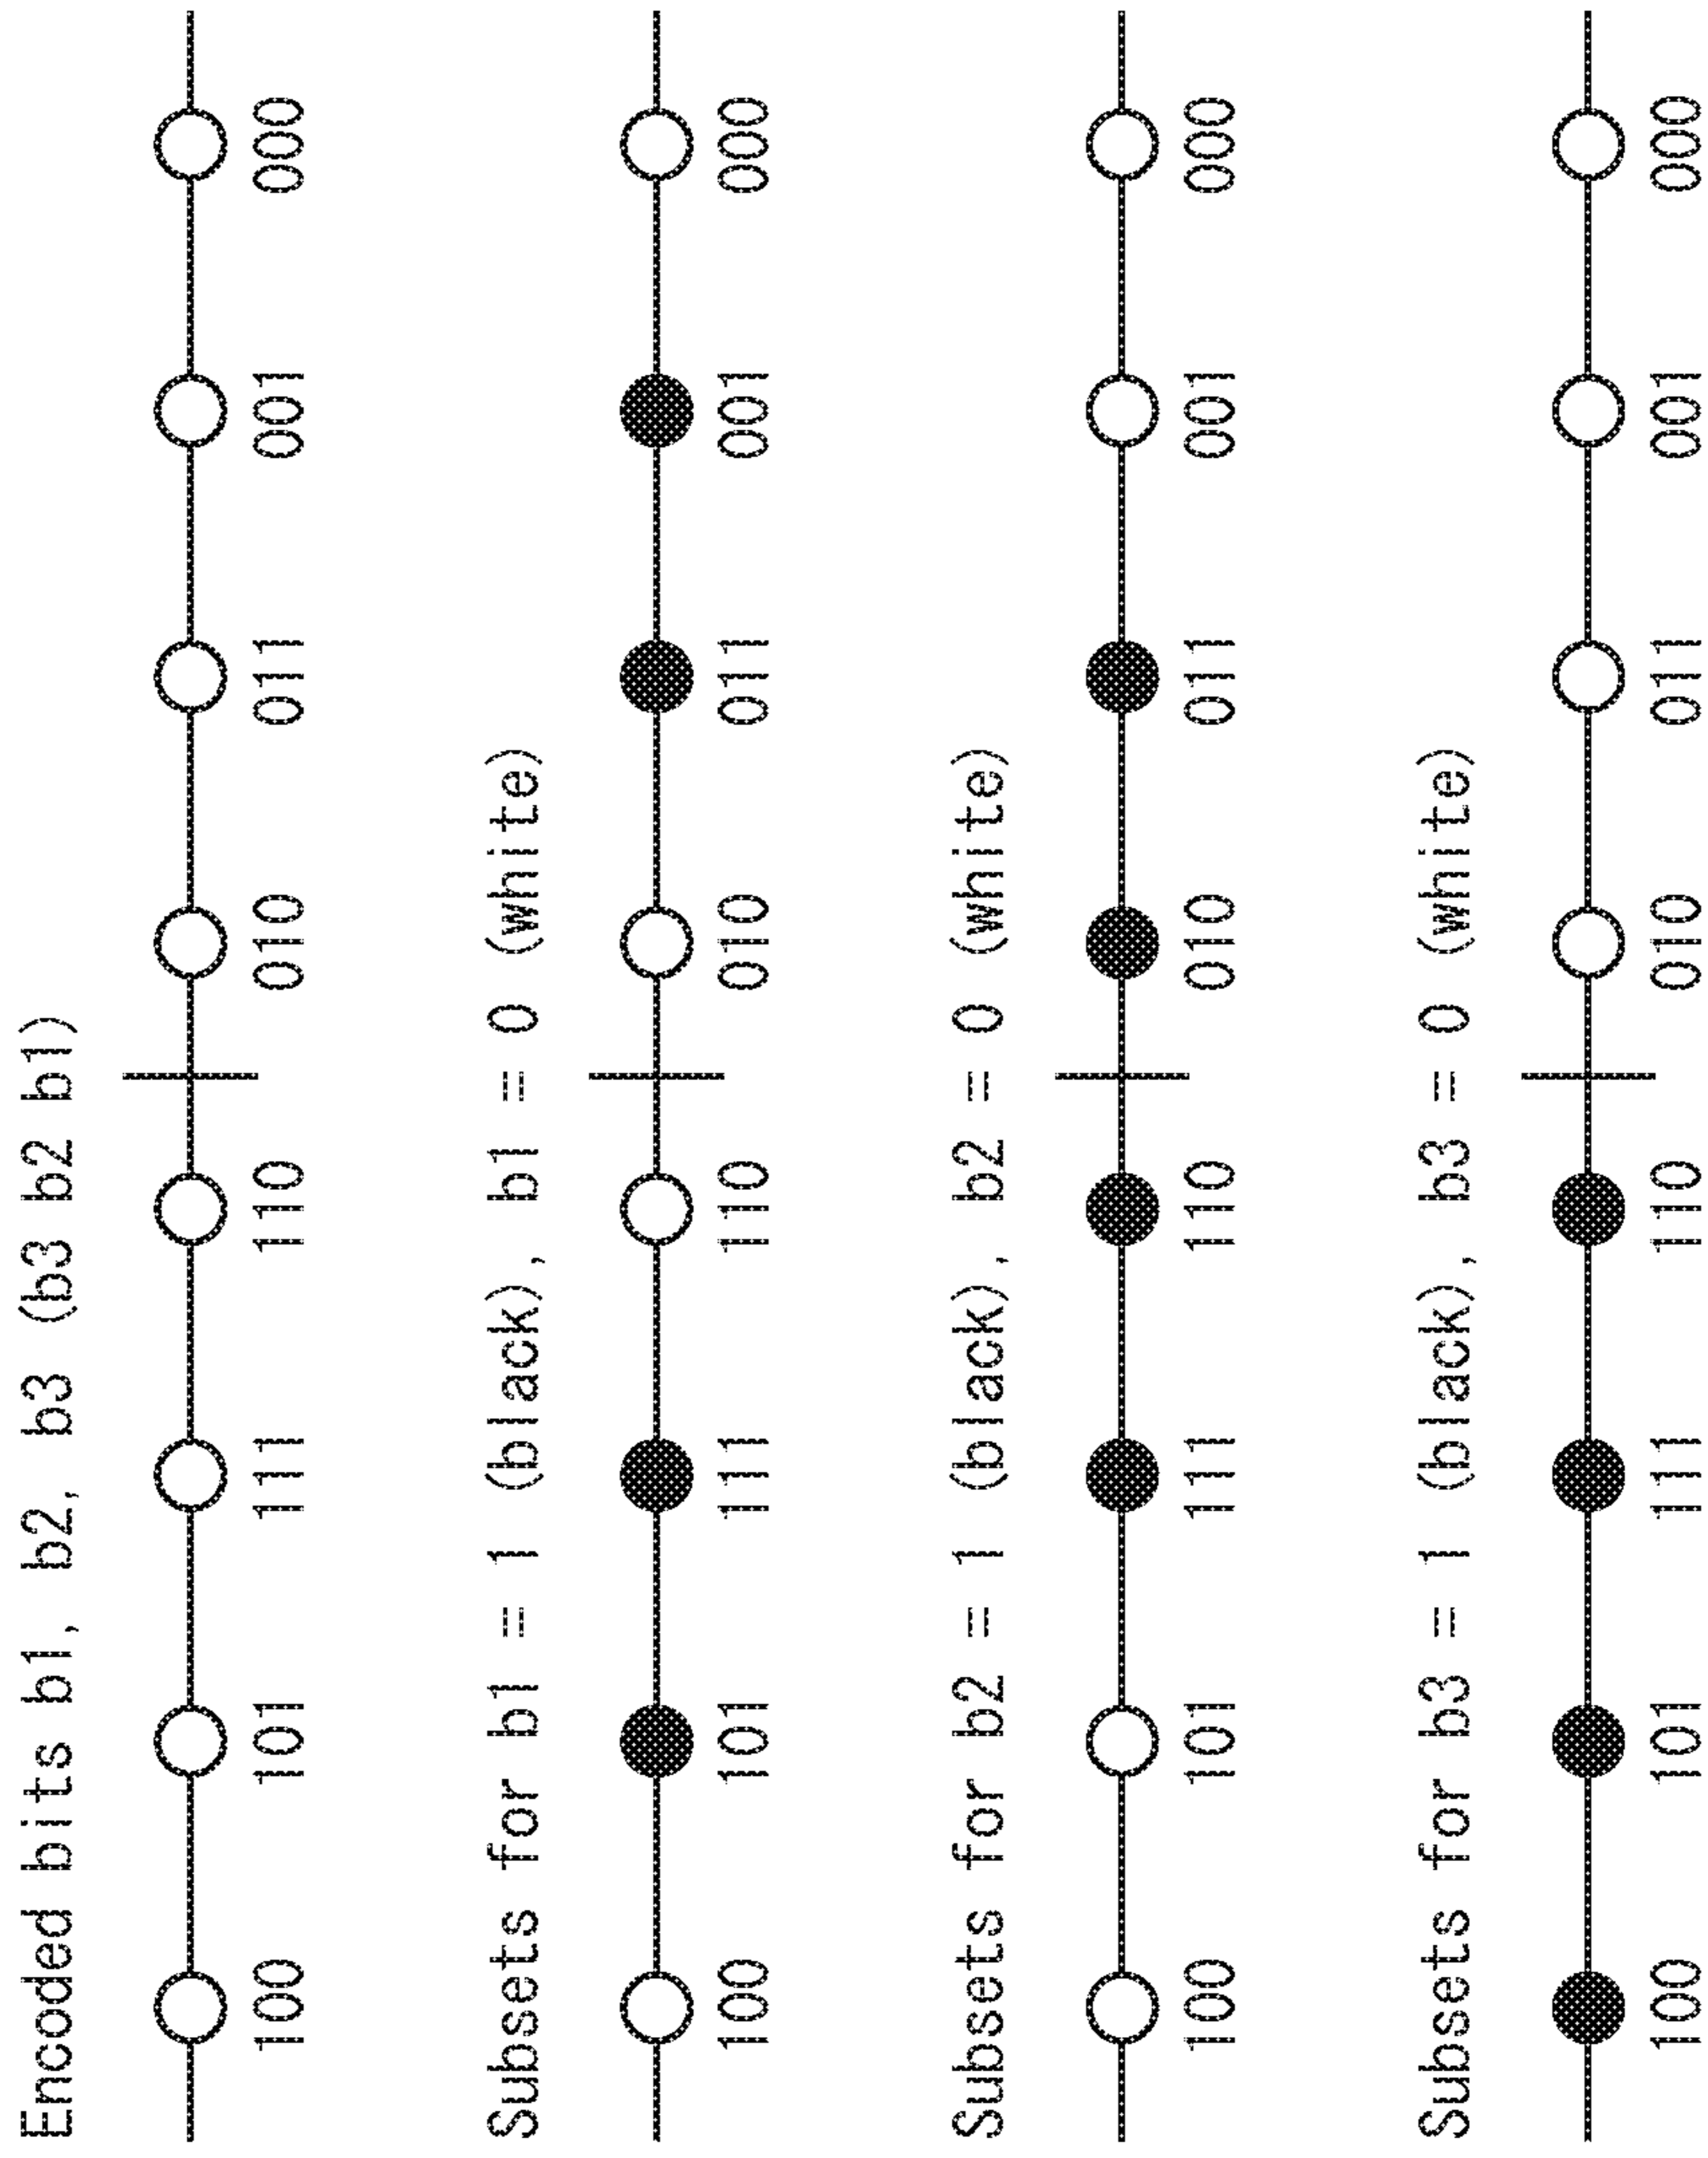 Encoded bits b1, b2, b3 (b3 b2 b1)
100 101 111 110 010 011 001 000
Subsets for b1 = 1 (black), b1 = 0 (white)
100 101 111 110 010 011 001 000
Subsets for b2 = 1 (black), b2 = 0 (white)
100 101 111 110 010 011 001 000
Subsets for b3 = 1 (black), b3 = 0 (white)
100 101 111 110 010 011 001 000